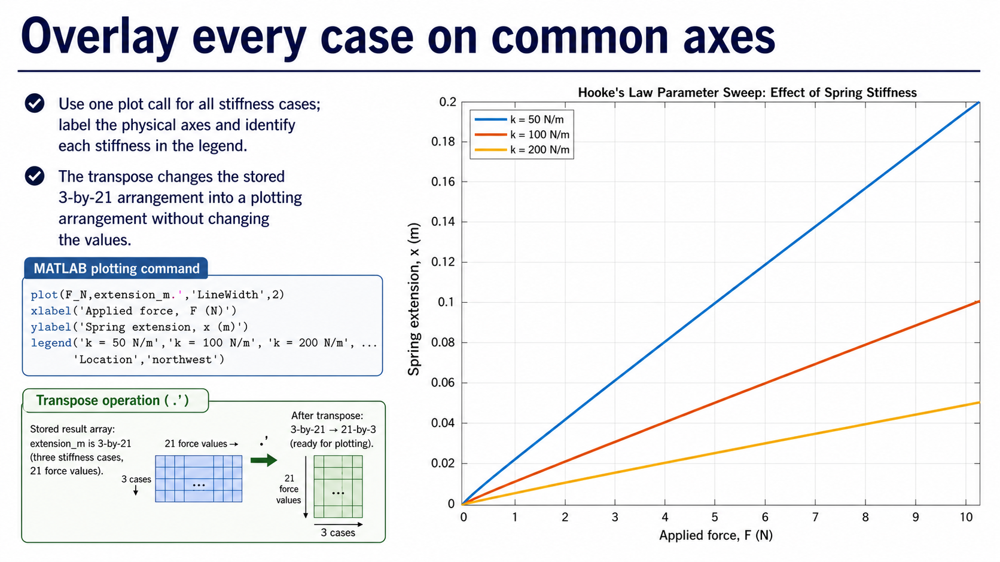 Overlay every case on common axes
Use one plot call for all stiffness cases;
label the physical axes and identify
each stiffness in the legend.
The transpose changes the stored
3-by-21 arrangement into a plotting
arrangement without changing
the values.
MATLAB plotting command
plot(F_N,extension_m.','LineWidth',2)
xlabel('Applied force, F (N)')
ylabel('Spring extension, x (m)')
legend('k = 50 N/m','k = 100 N/m', 'k = 200 N/m', ...
'Location','northwest')
Transpose operation (.')
Stored result array:
extension_m is 3-by-21
(three stiffness cases,
21 force values).
21 force values →
3 cases
...
.'
After transpose:
3-by-21 → 21-by-3
(ready for plotting).
21
force
values
...
3 cases
Hooke's Law Parameter Sweep: Effect of Spring Stiffness
k = 50 N/m
k = 100 N/m
k = 200 N/m
Spring extension, x (m)
0.2
0.18
0.16
0.14
0.12
0.1
0.08
0.06
0.04
0.02
0
0 1 2 3 4 5 6 7 8 9 10
Applied force, F (N)